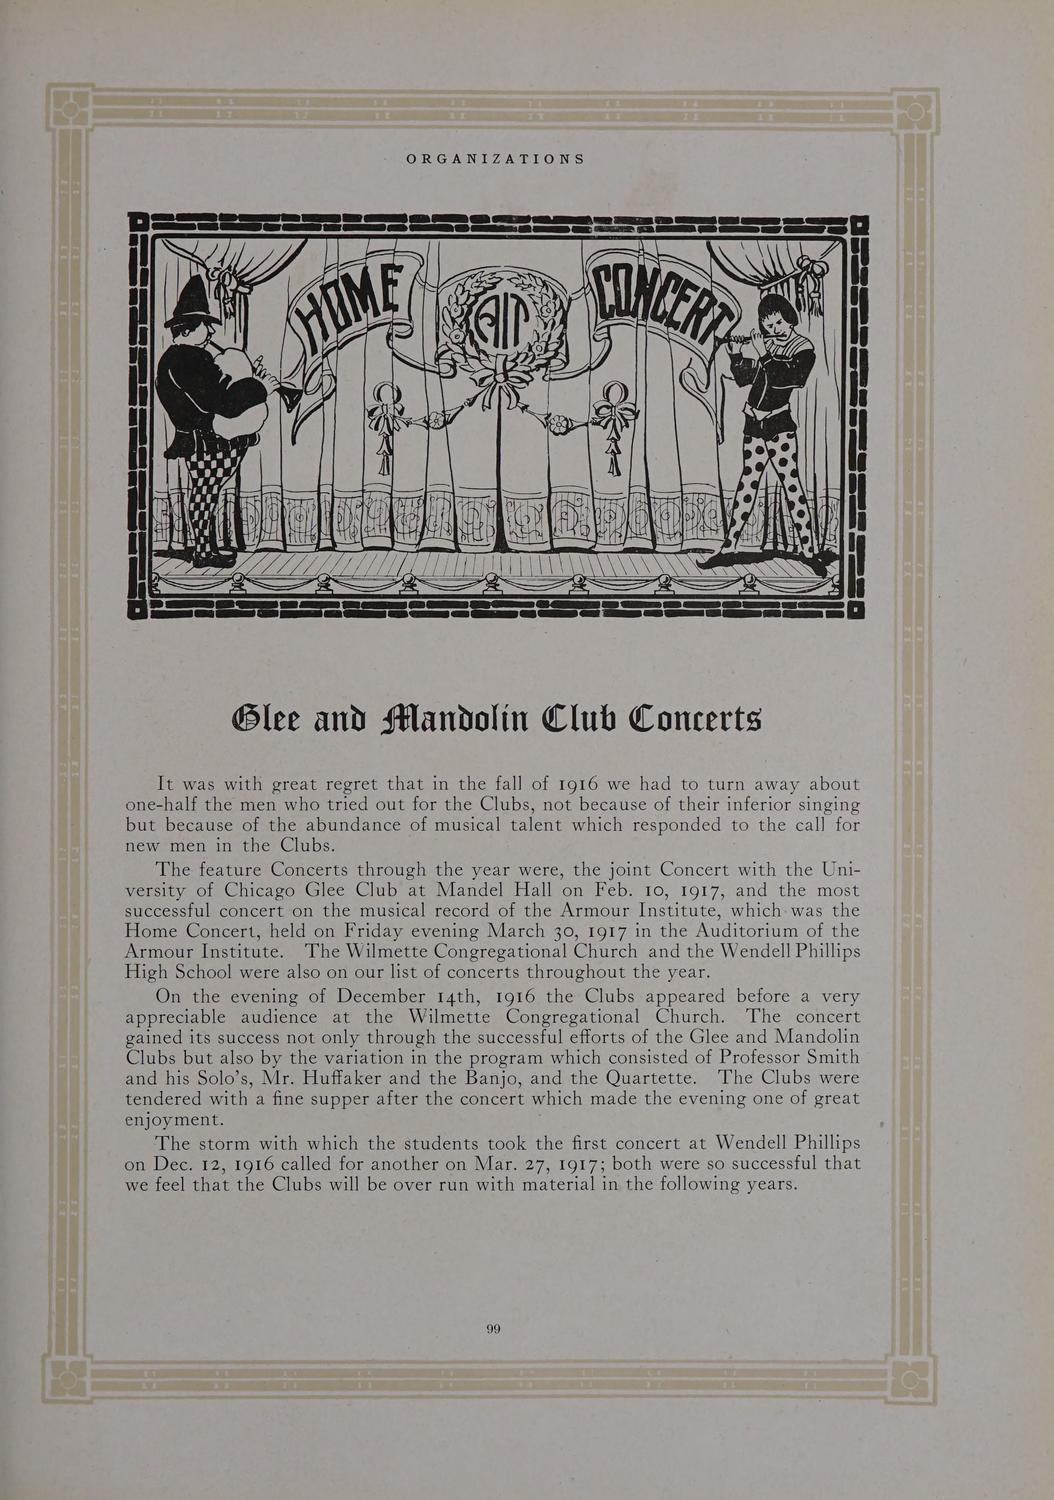 ORGANIZATIONS
HOME
AIT
CONCERT
Glee and Mandolin Club Concerts
It was with great regret that in the fall of 1916 we had to turn away about
one-half the men who tried out for the Clubs, not because of their inferior singing
but because of the abundance of musical talent which responded to the call for
new men in the Clubs.
The feature Concerts through the year were, the joint Concert with the Uni-
versity of Chicago Glee Club at Mandel Hall on Feb. 10, 1917, and the most
successful concert on the musical record of the Armour Institute, which was the
Home Concert, held on Friday evening March 30, 1917 in the Auditorium of the
Armour Institute. The Wilmette Congregational Church and the Wendell Phillips
High School were also on our list of concerts throughout the year.
On the evening of December 14th, 1916 the Clubs appeared before a very
appreciable audience at the Wilmette Congregational Church. The concert
gained its success not only through the successful efforts of the Glee and Mandolin
Clubs but also by the variation in the program which consisted of Professor Smith
and his Solo's, Mr. Huffaker and the Banjo, and the Quartette. The Clubs were
tendered with a fine supper after the concert which made the evening one of great
enjoyment.
The storm with which the students took the first concert at Wendell Phillips
on Dec. 12, 1916 called for another on Mar. 27, 1917; both were so successful that
we feel that the Clubs will be over run with material in the following years.
99